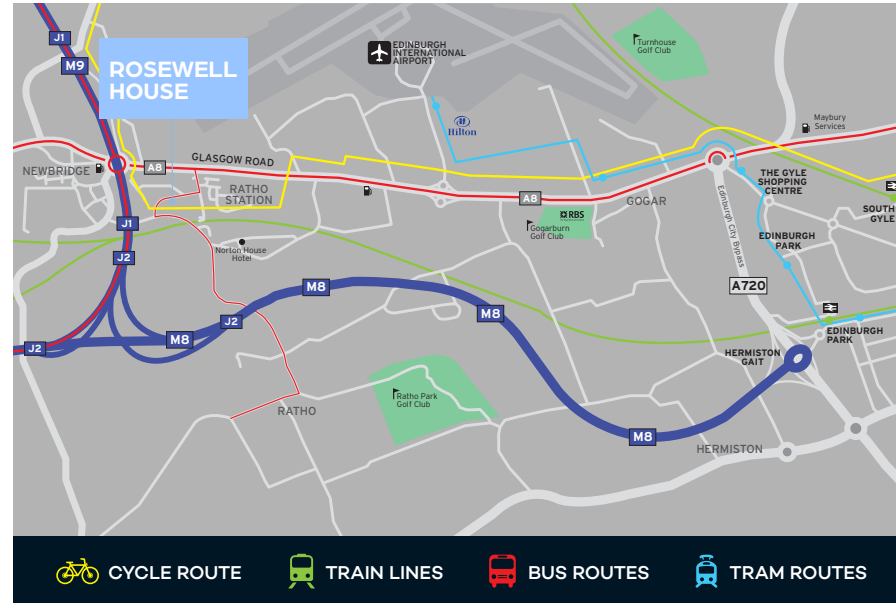 J1
M9
ROSEWELL
HOUSE
EDINBURGH
INTERNATIONAL
AIRPORT
Turnhouse
Golf Club
Hilton
Maybury
Services
NEWBRIDGE
A8
GLASGOW ROAD
RATHO
STATION
A8
RBS
GOGAR
Gogarburn
Golf Club
THE GYLE
SHOPPING
CENTRE
SOUTH
GYLE
Edinburgh City Bypass
EDINBURGH
PARK
J1
J2
Norton House
Hotel
A720
M8
M8
J2
M8
J2
EDINBURGH
PARK
HERMISTON
GAIT
Ratho Park
Golf Club
RATHO
M8
HERMISTON
CYCLE ROUTE
TRAIN LINES
BUS ROUTES
TRAM ROUTES